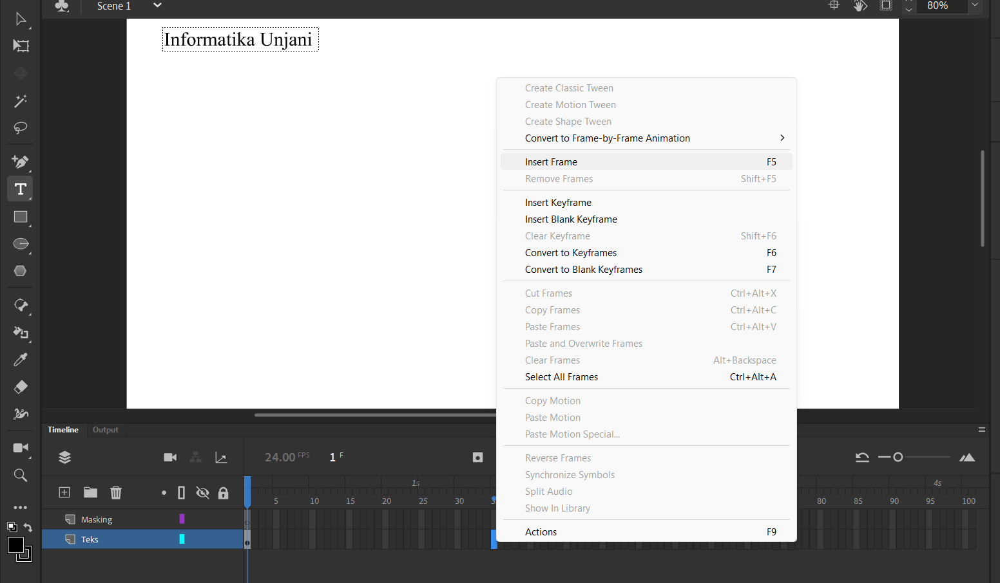 Scene 1
80%
Informatika Unjani
Create Classic Tween
Create Motion Tween
Create Shape Tween
Convert to Frame-by-Frame Animation
Insert Frame F5
Remove Frames Shift+F5
Insert Keyframe
Insert Blank Keyframe
Clear Keyframe Shift+F6
Convert to Keyframes F6
Convert to Blank Keyframes F7
Cut Frames Ctrl+Alt+X
Copy Frames Ctrl+Alt+C
Paste Frames Ctrl+Alt+V
Paste and Overwrite Frames
Clear Frames Alt+Backspace
Select All Frames Ctrl+Alt+A
Copy Motion
Paste Motion
Paste Motion Special...
Reverse Frames
Synchronize Symbols
Split Audio
Show In Library
Actions F9
Timeline Output
24.00 FPS 1 F
1s 4s
5 10 15 20 25 30 80 85 90 95 100
Masking
Teks